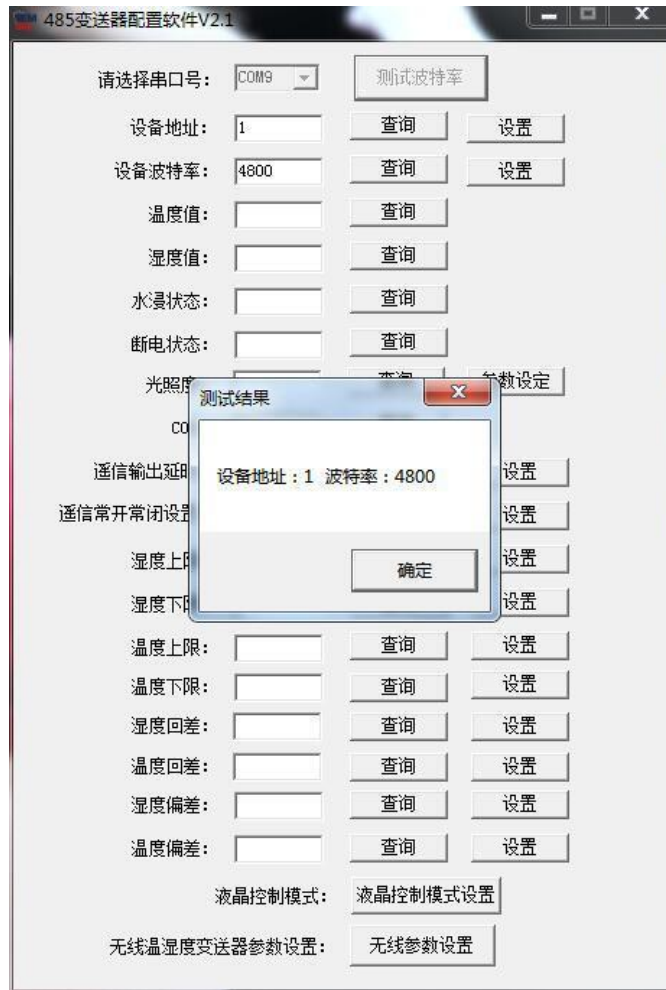 485变送器配置软件V2.1
请选择串口号： COM9 测试波特率
设备地址： 1 查询 设置
设备波特率： 4800 查询 设置
温度值： 查询
湿度值： 查询
水浸状态： 查询
断电状态： 查询
光照度 查询 参数设定
测试结果
CO
设备地址：1 波特率：4800
遥信输出延时 设置
遥信常开常闭设置 设置
确定
湿度上限 设置
湿度下限 设置
温度上限： 查询 设置
温度下限： 查询 设置
湿度回差： 查询 设置
温度回差： 查询 设置
湿度偏差： 查询 设置
温度偏差： 查询 设置
液晶控制模式： 液晶控制模式设置
无线温湿度变送器参数设置： 无线参数设置